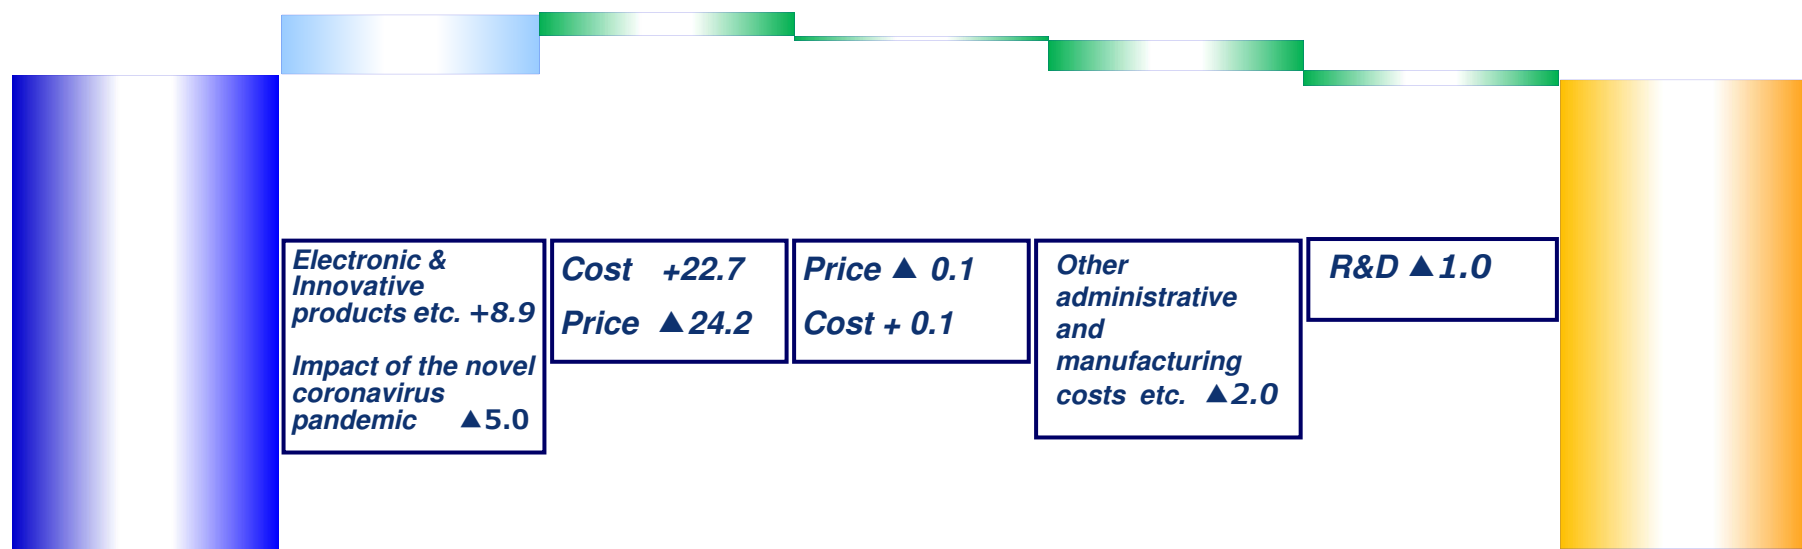 Electronic &
Innovative
products etc. +8.9
Impact of the novel
coronavirus
pandemic ▲5.0
Cost +22.7
Price ▲24.2
Price ▲ 0.1
Cost + 0.1
Other
administrative
and
manufacturing
costs etc. ▲2.0
R&D ▲1.0